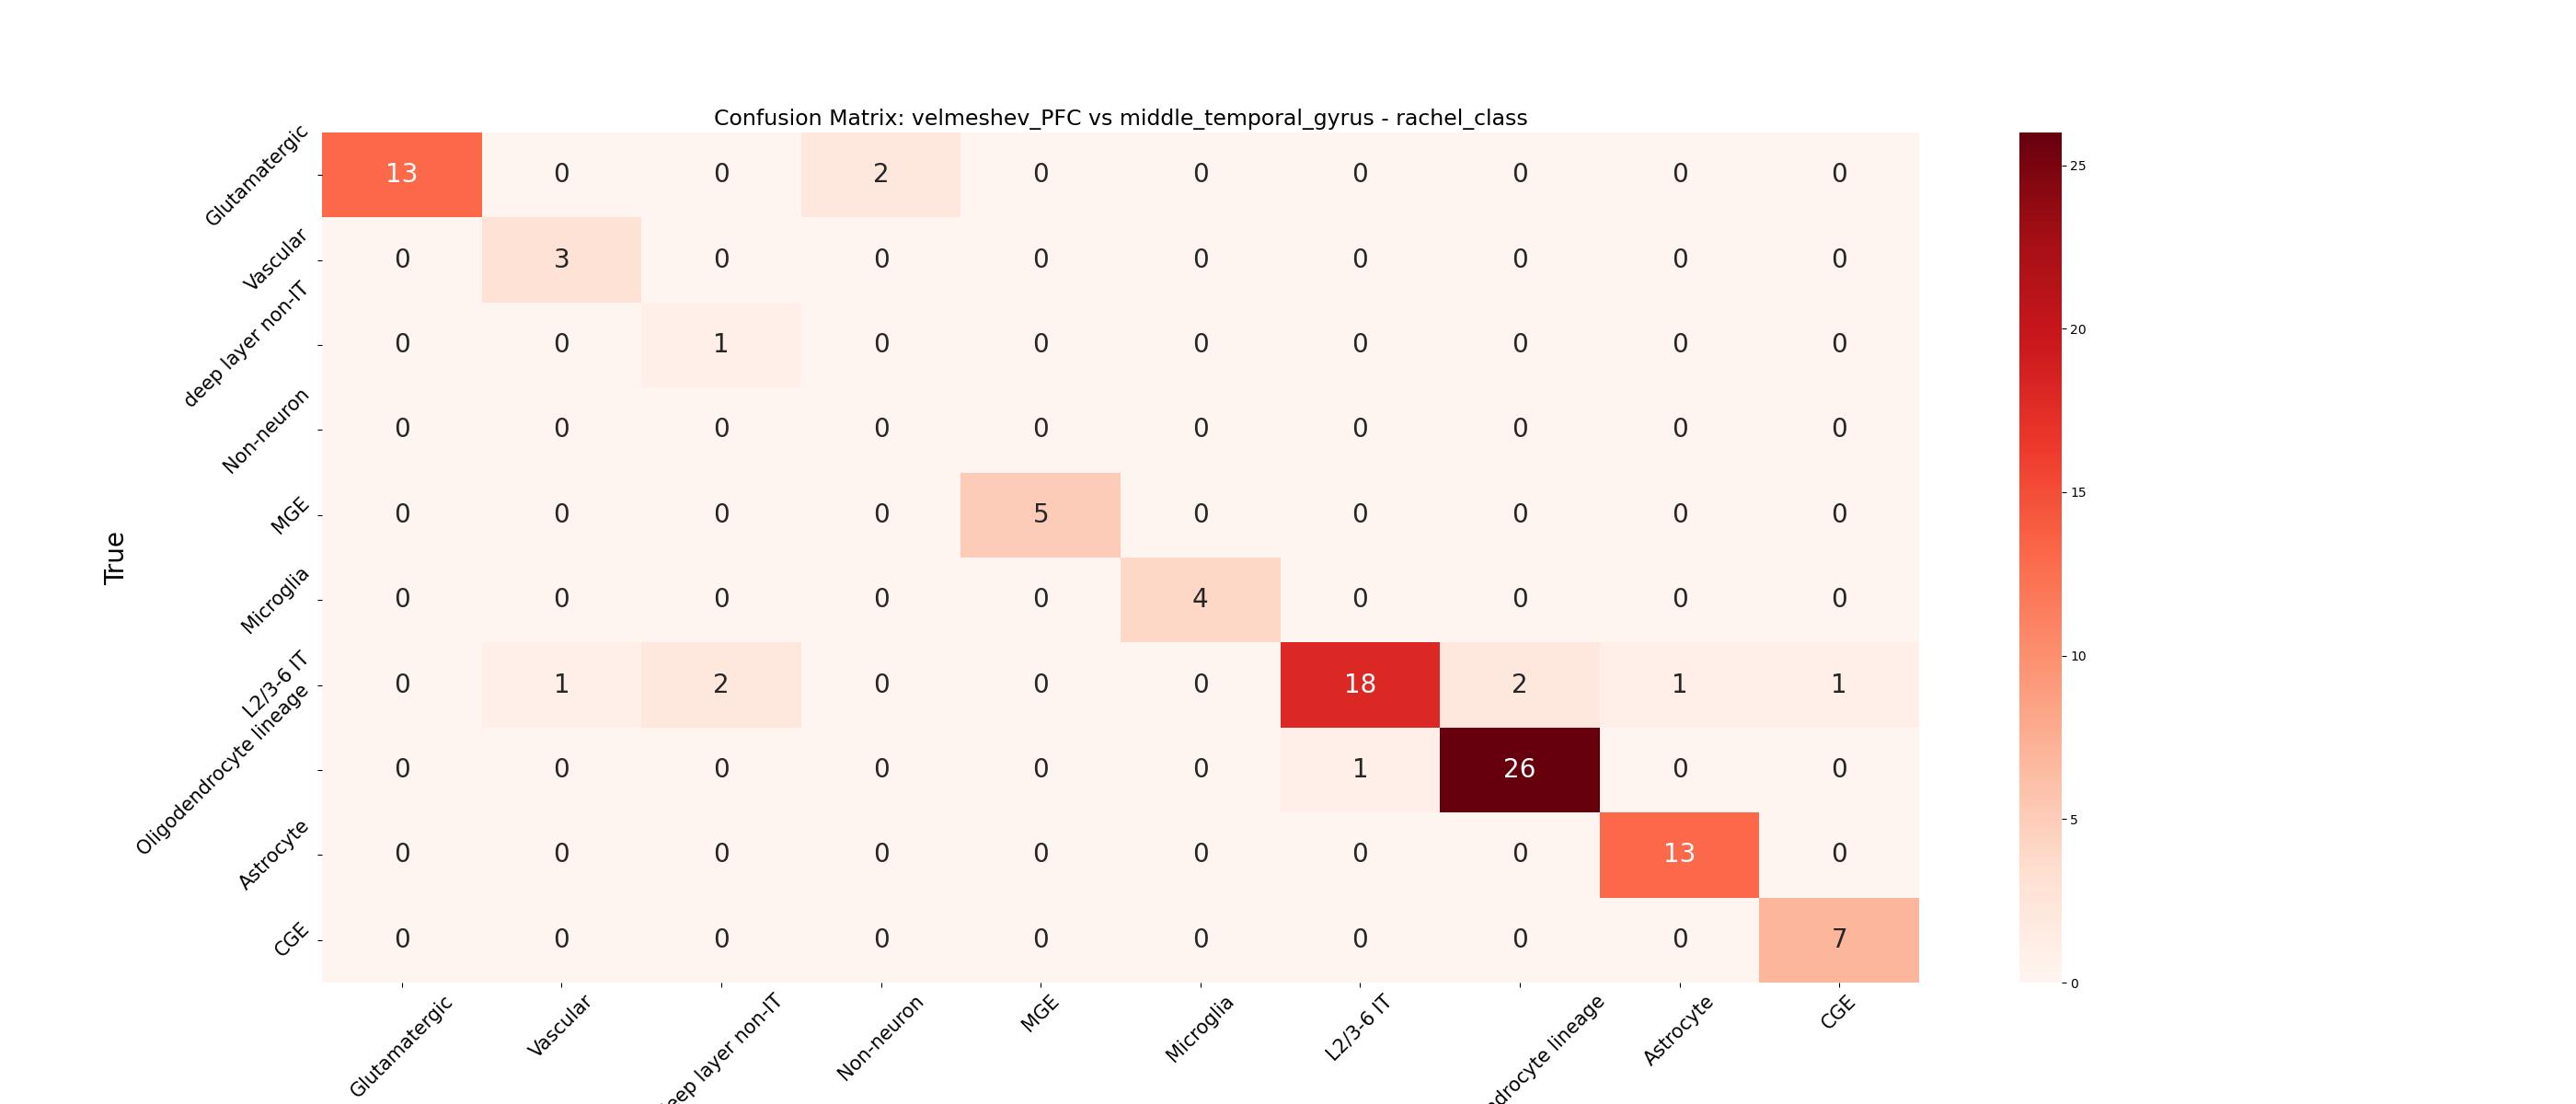 Confusion Matrix: velmeshev_PFC vs middle_temporal_gyrus - rachel_class
True
Glutamatergic 13 0 0 2 0 0 0 0 0 0
Vascular 0 3 0 0 0 0 0 0 0 0
deep layer non-IT 0 0 1 0 0 0 0 0 0 0
Non-neuron 0 0 0 0 0 0 0 0 0 0
MGE 0 0 0 0 5 0 0 0 0 0
Microglia 0 0 0 0 0 4 0 0 0 0
L2/3-6 IT 0 1 2 0 0 0 18 2 1 1
Oligodendrocyte lineage 0 0 0 0 0 0 1 26 0 0
Astrocyte 0 0 0 0 0 0 0 0 13 0
CGE 0 0 0 0 0 0 0 0 0 7
Glutamatergic Vascular layer non-IT Non-neuron MGE Microglia L2/3-6 IT lineage Astrocyte CGE
25
20
15
10
5
0